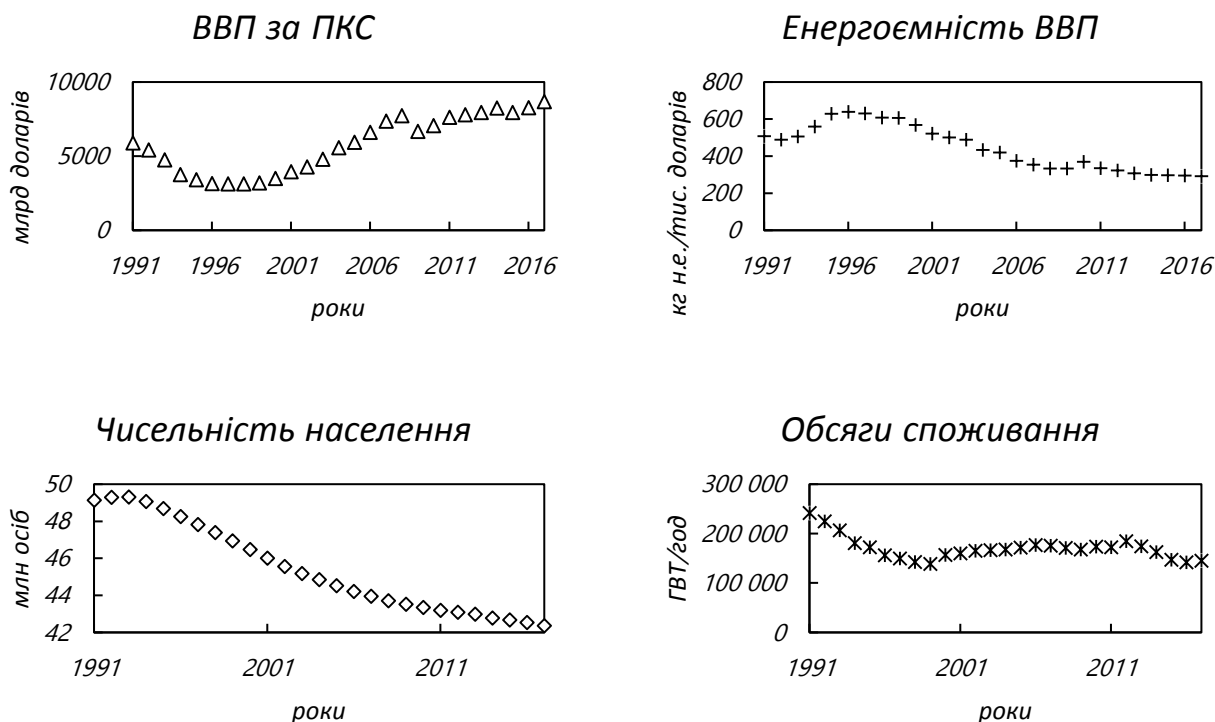 ВВП за ПКС
млрд доларів
10000
5000
0
1991 1996 2001 2006 2011 2016
роки
Енергоємність ВВП
кг н.е./тис. доларів
800
600
400
200
0
1991 1996 2001 2006 2011 2016
роки
Чисельність населення
млн осіб
50
48
46
44
42
1991 2001 2011
роки
Обсяги споживання
ГВТ/год
300 000
200 000
100 000
0
1991 2001 2011
роки